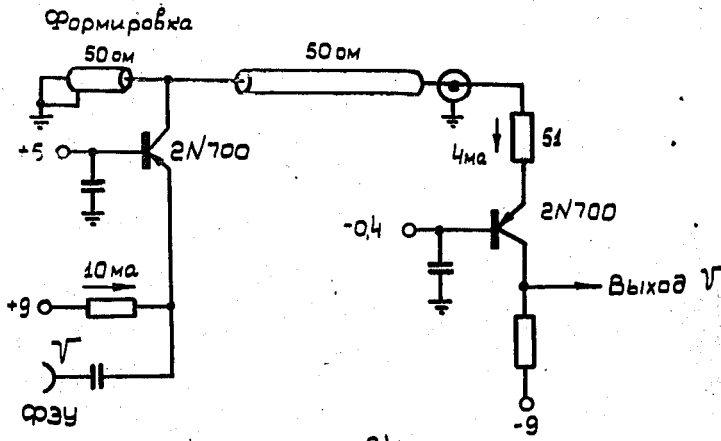 Формировка
50 ом
50 ом
+5
2N700
4ма
51
2N700
-0,4
10 ма
+9
Выход
ФЭУ
-9